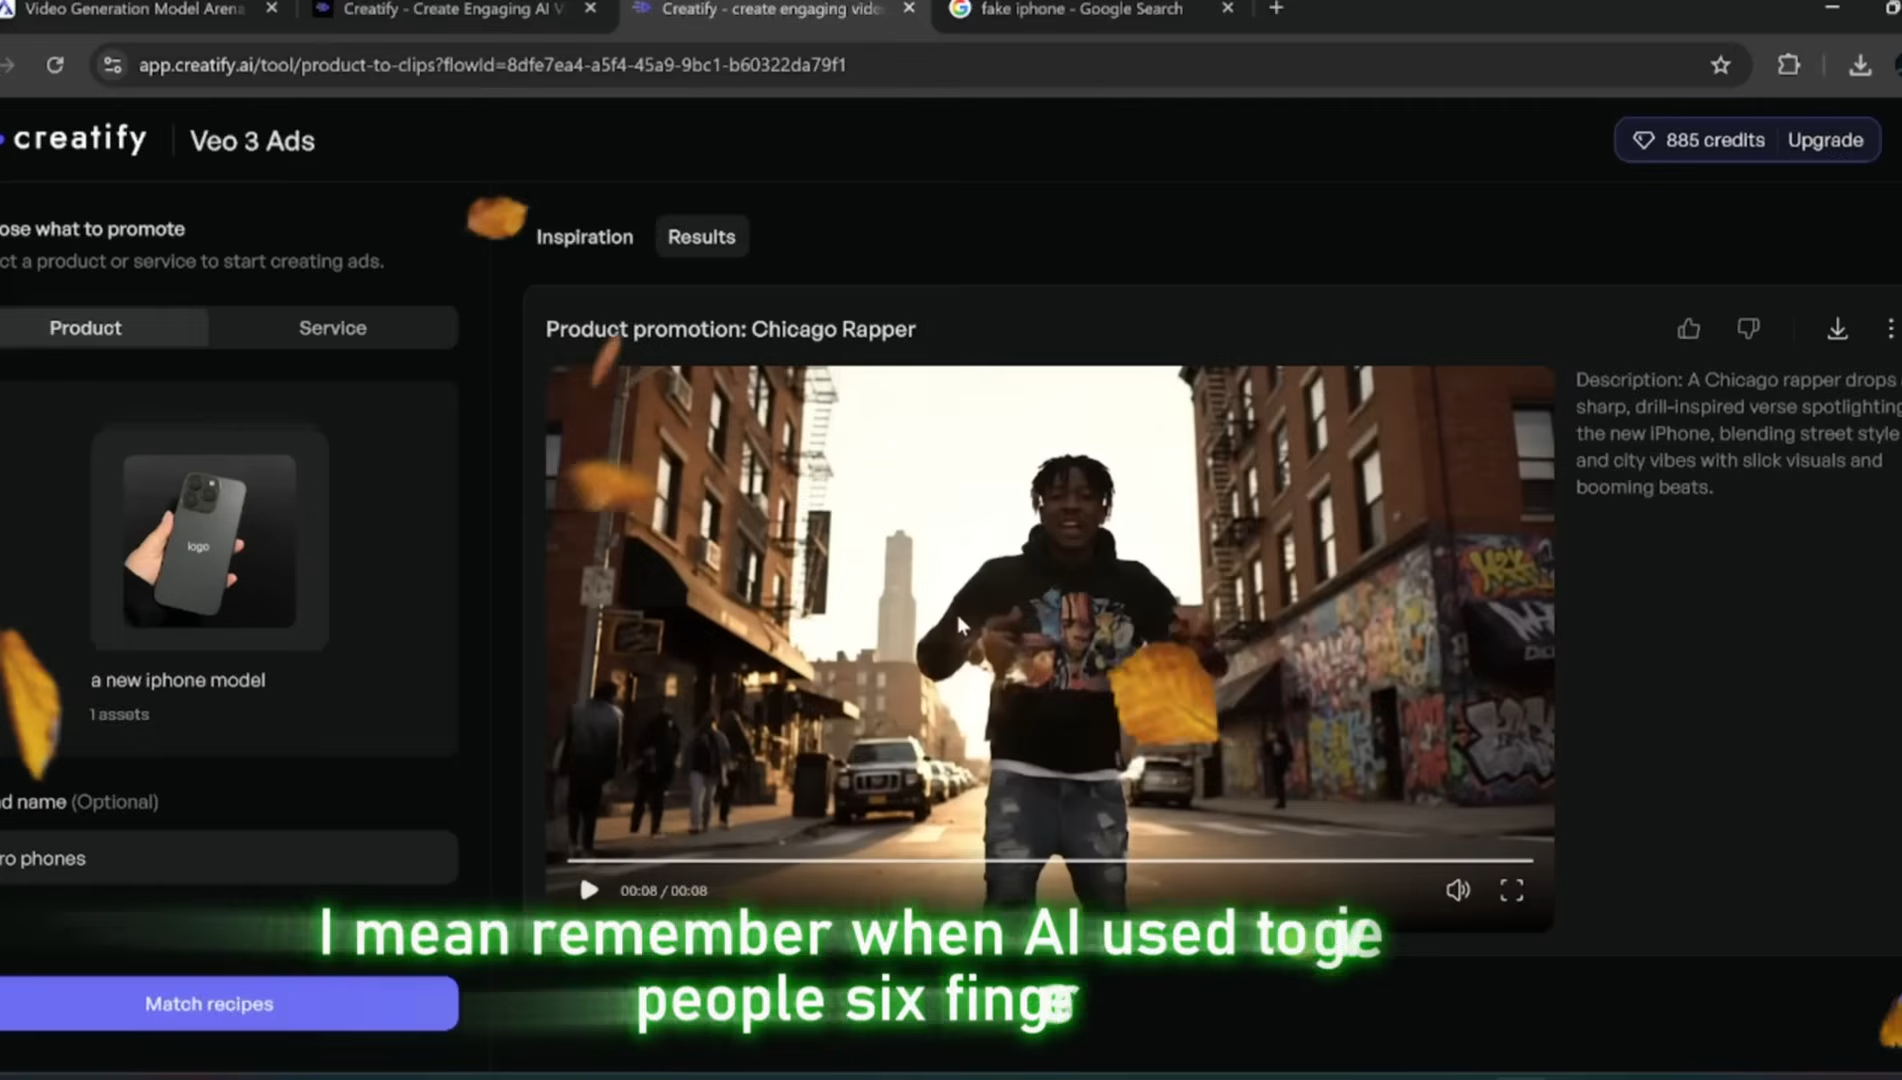 Video Generation Model Arena
Creatify - Create Engaging AI V
Creatify - create engaging vide
fake iphone - Google Search
app.creatify.ai/tool/product-to-clips?flowId=8dfe7ea4-a5f4-45a9-9bc1-b60322da79f1
creatify
Veo 3 Ads
885 credits
Upgrade
ose what to promote
ct a product or service to start creating ads.
Inspiration
Results
Product
Service
Product promotion: Chicago Rapper
Description: A Chicago rapper drops
sharp, drill-inspired verse spotlighting
the new iPhone, blending street style
and city vibes with slick visuals and
booming beats.
logo
a new iphone model
1 assets
d name (Optional)
ro phones
00:08 / 00:08
I mean remember when AI used to
people six
Match recipes